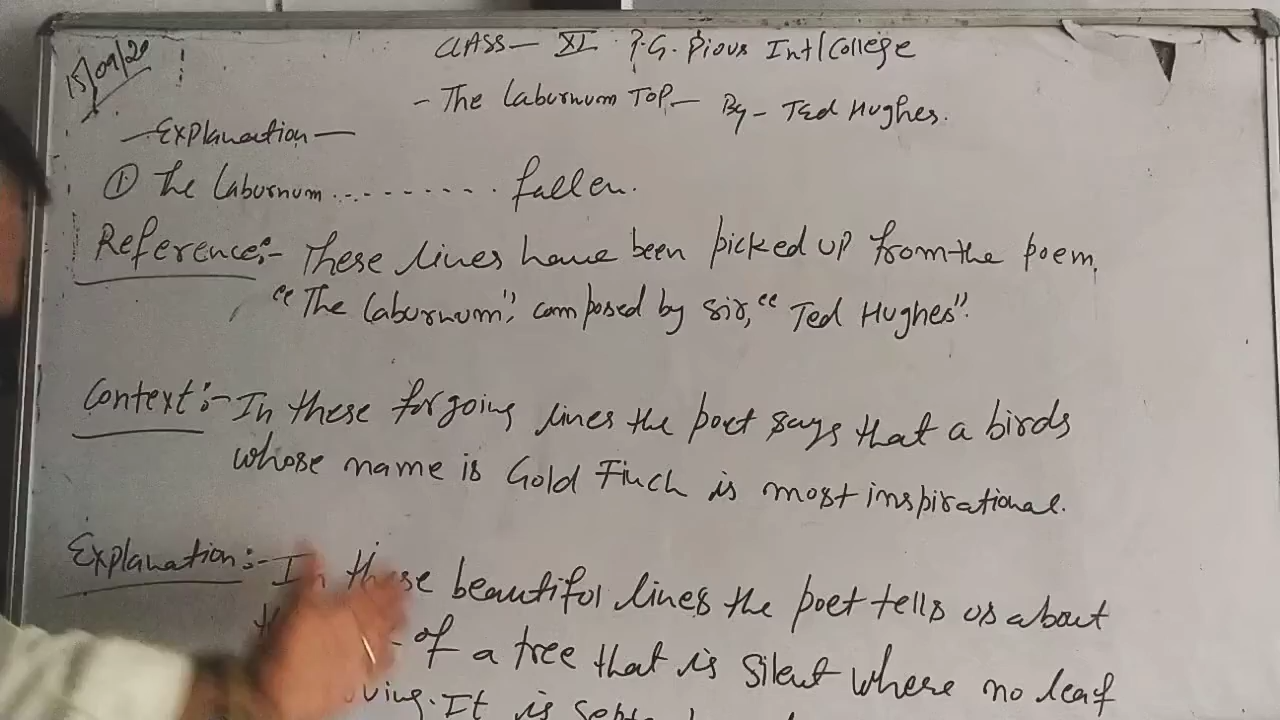 15/09/20
CLASS - XI P.G. Pious Int/College
- The Laburnum Top - By - Ted Hughes.
- Explanation -
① The Laburnum .......... fallen.
Reference:- These lines have been picked up from the poem,
"The Laburnum", composed by Sir, "Ted Hughes".
Context:- In these forgoing lines the poet says that a birds
whose name is Gold Finch is most inspirational.
Explanation:- In these beautiful lines the poet tells us about
of a tree that is silent where no leaf
It is